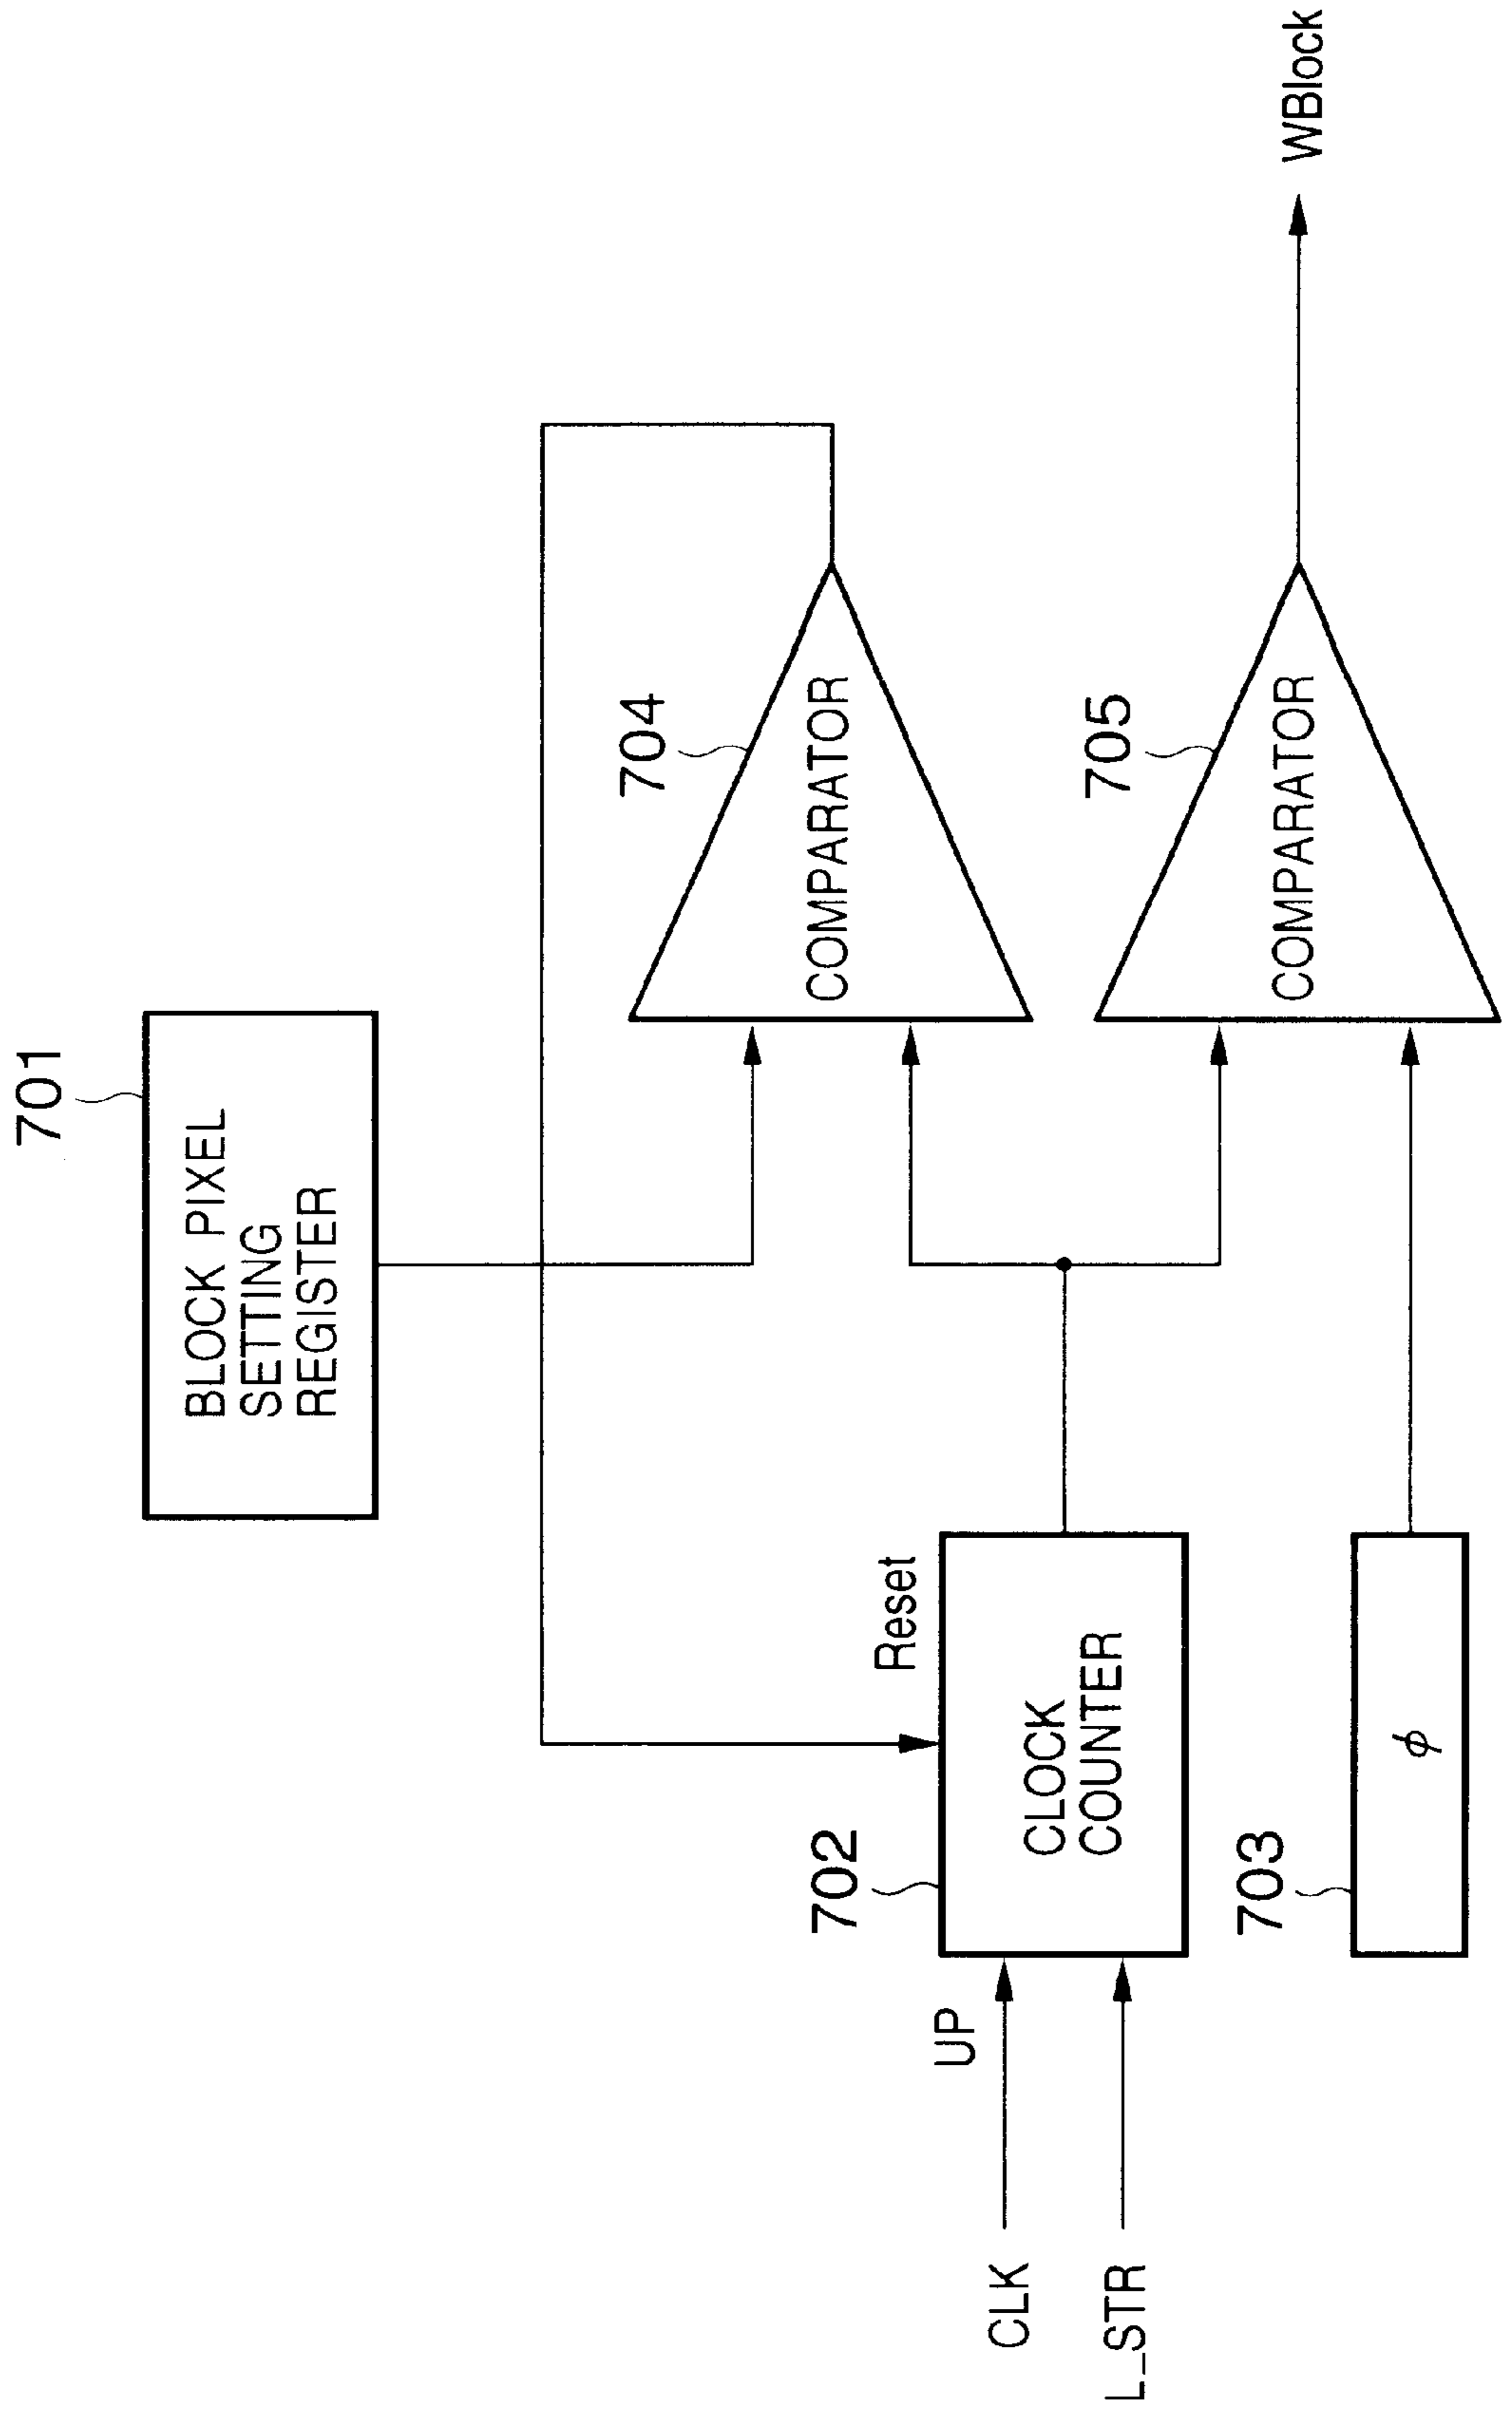 701
BLOCK PIXEL
SETTING
REGISTER
704
COMPARATOR
Reset
702
CLOCK
COUNTER
UP
CLK
L_STR
705
COMPARATOR
WBlock
703
ϕ